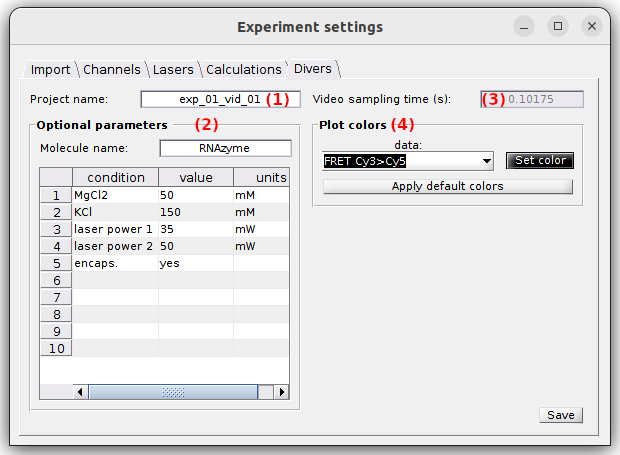 Experiment settings
Import Channels Lasers Calculations Divers
Project name: exp_01_vid_01 (1) Video sampling time (s): (3) 0.10175
Optional parameters (2) Plot colors (4)
Molecule name: RNAzyme data:
FRET Cy3>Cy5 Set color
Apply default colors
condition value units
1 MgCl2 50 mM
2 KCl 150 mM
3 laser power 1 35 mW
4 laser power 2 50 mW
5 encaps. yes
6
7
8
9
10
Save